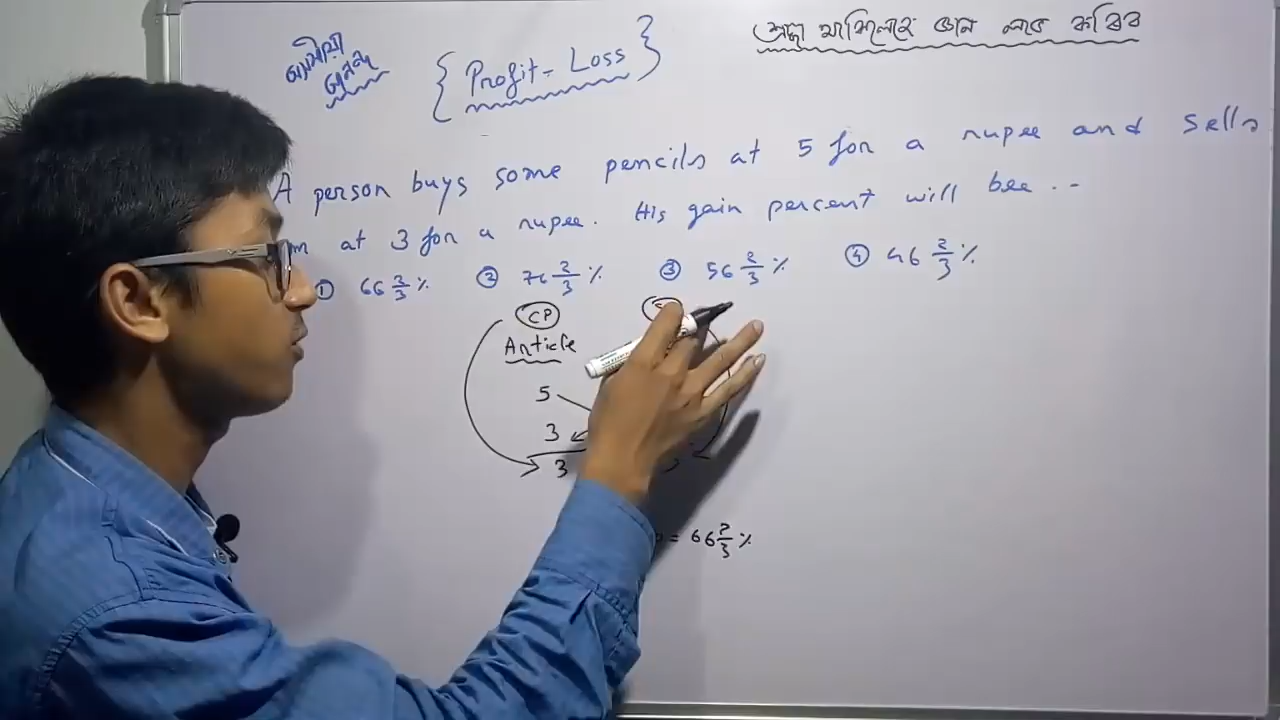 { Profit - Loss }
A person buys some pencils at 5 for a rupee and sells
m at 3 for a rupee. His gain percent will bee...
① 66 2/3 % ② 76 2/3 % ③ 56 2/3 % ④ 46 2/3 %
CP
Article
5
3
3
= 66 2/3 %